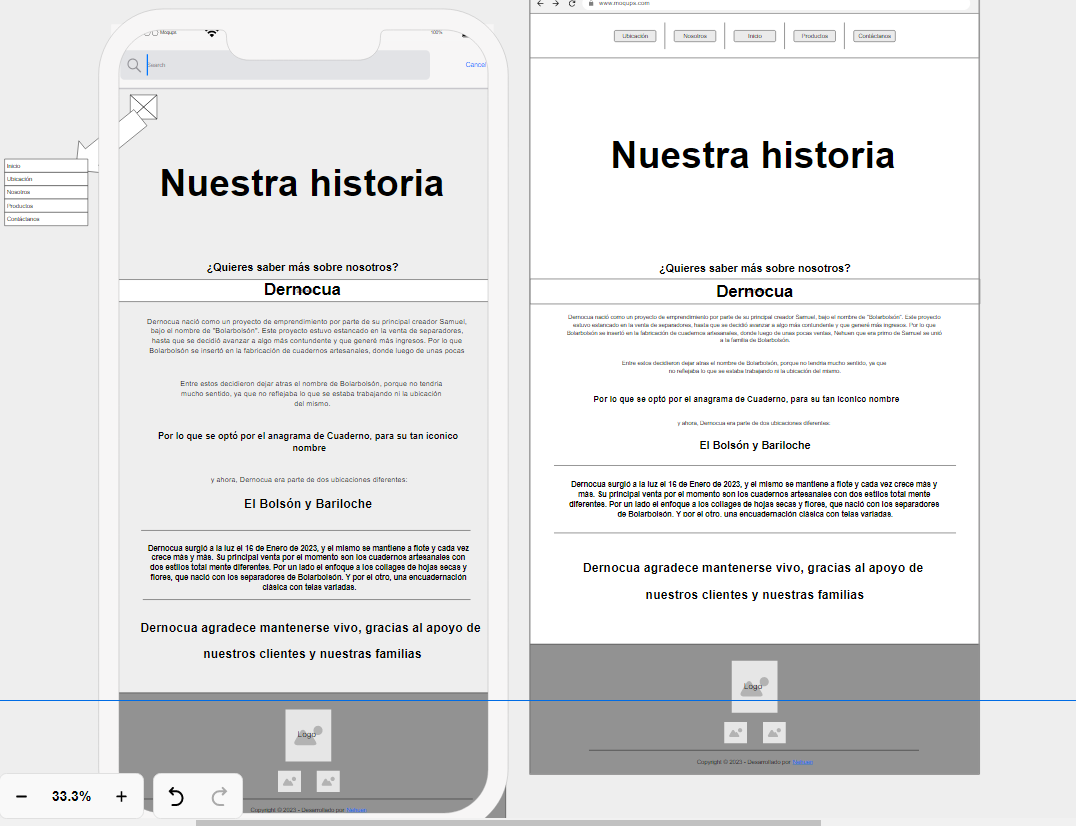 Moqups
100%
Search
Cancel
Inicio
Ubicación
Nosotros
Productos
Contáctanos
Nuestra historia
¿Quieres saber más sobre nosotros?
Dernocua
Dernocua nació como un proyecto de emprendimiento por parte de su principal creador Samuel,
bajo el nombre de "Bolarbolsón". Este proyecto estuvo estancado en la venta de separadores,
hasta que se decidió avanzar a algo más contundente y que generé más ingresos. Por lo que
Bolarbolsón se insertó en la fabricación de cuadernos artesanales, donde luego de unas pocas
Entre estos decidieron dejar atras el nombre de Bolarbolsón, porque no tendria
mucho sentido, ya que no reflejaba lo que se estaba trabajando ni la ubicación
del mismo.
Por lo que se optó por el anagrama de Cuaderno, para su tan iconico
nombre
y ahora, Dernocua era parte de dos ubicaciones diferentes:
El Bolsón y Bariloche
Dernocua surgió a la luz el 16 de Enero de 2023, y el mismo se mantiene a flote y cada vez
crece más y más. Su principal venta por el momento son los cuadernos artesanales con
dos estilos total mente diferentes. Por un lado el enfoque a los collages de hojas secas y
flores, que nació con los separadores de Bolarbolsón. Y por el otro, una encuadernación
clásica con telas variadas.
Dernocua agradece mantenerse vivo, gracias al apoyo de
nuestros clientes y nuestras familias
Logo
Copyright © 2023 - Desarrollado por
33.3%
www.moqups.com
Ubicación
Nosotros
Inicio
Productos
Contáctanos
Nuestra historia
¿Quieres saber más sobre nosotros?
Dernocua
Dernocua nació como un proyecto de emprendimiento por parte de su principal creador Samuel, bajo el nombre de "Bolarbolsón". Este proyecto
estuvo estancado en la venta de separadores, hasta que se decidió avanzar a algo más contundente y que generé más ingresos. Por lo que
Bolarbolsón se insertó en la fabricación de cuadernos artesanales, donde luego de unas pocas ventas, Nehuen que era primo de Samuel se unió
a la familia de Bolarbolsón.
Entre estos decidieron dejar atras el nombre de Bolarbolsón, porque no tendria mucho sentido, ya que
no reflejaba lo que se estaba trabajando ni la ubicación del mismo.
Por lo que se optó por el anagrama de Cuaderno, para su tan iconico nombre
y ahora, Dernocua era parte de dos ubicaciones diferentes:
El Bolsón y Bariloche
Dernocua surgió a la luz el 16 de Enero de 2023, y el mismo se mantiene a flote y cada vez crece más y
más. Su principal venta por el momento son los cuadernos artesanales con dos estilos total mente
diferentes. Por un lado el enfoque a los collages de hojas secas y flores, que nació con los separadores
de Bolarbolsón. Y por el otro, una encuadernación clásica con telas variadas.
Dernocua agradece mantenerse vivo, gracias al apoyo de
nuestros clientes y nuestras familias
Logo
Copyright © 2023 - Desarrollado por